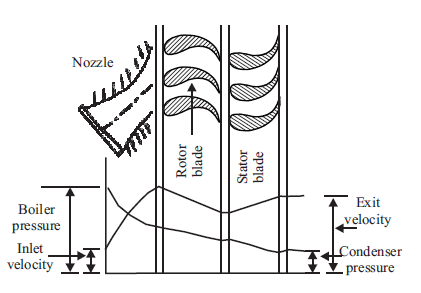 Nozzle
Rotor
blade
Stator
blade
Boiler
pressure
Inlet
velocity
Exit
velocity
Condenser
pressure